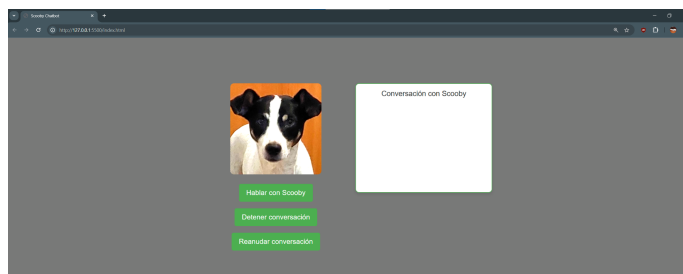 Scooby Chatbot
http://127.0.0.1:5500/index.html
Conversación con Scooby
Hablar con Scooby
Detener conversación
Reanudar conversación